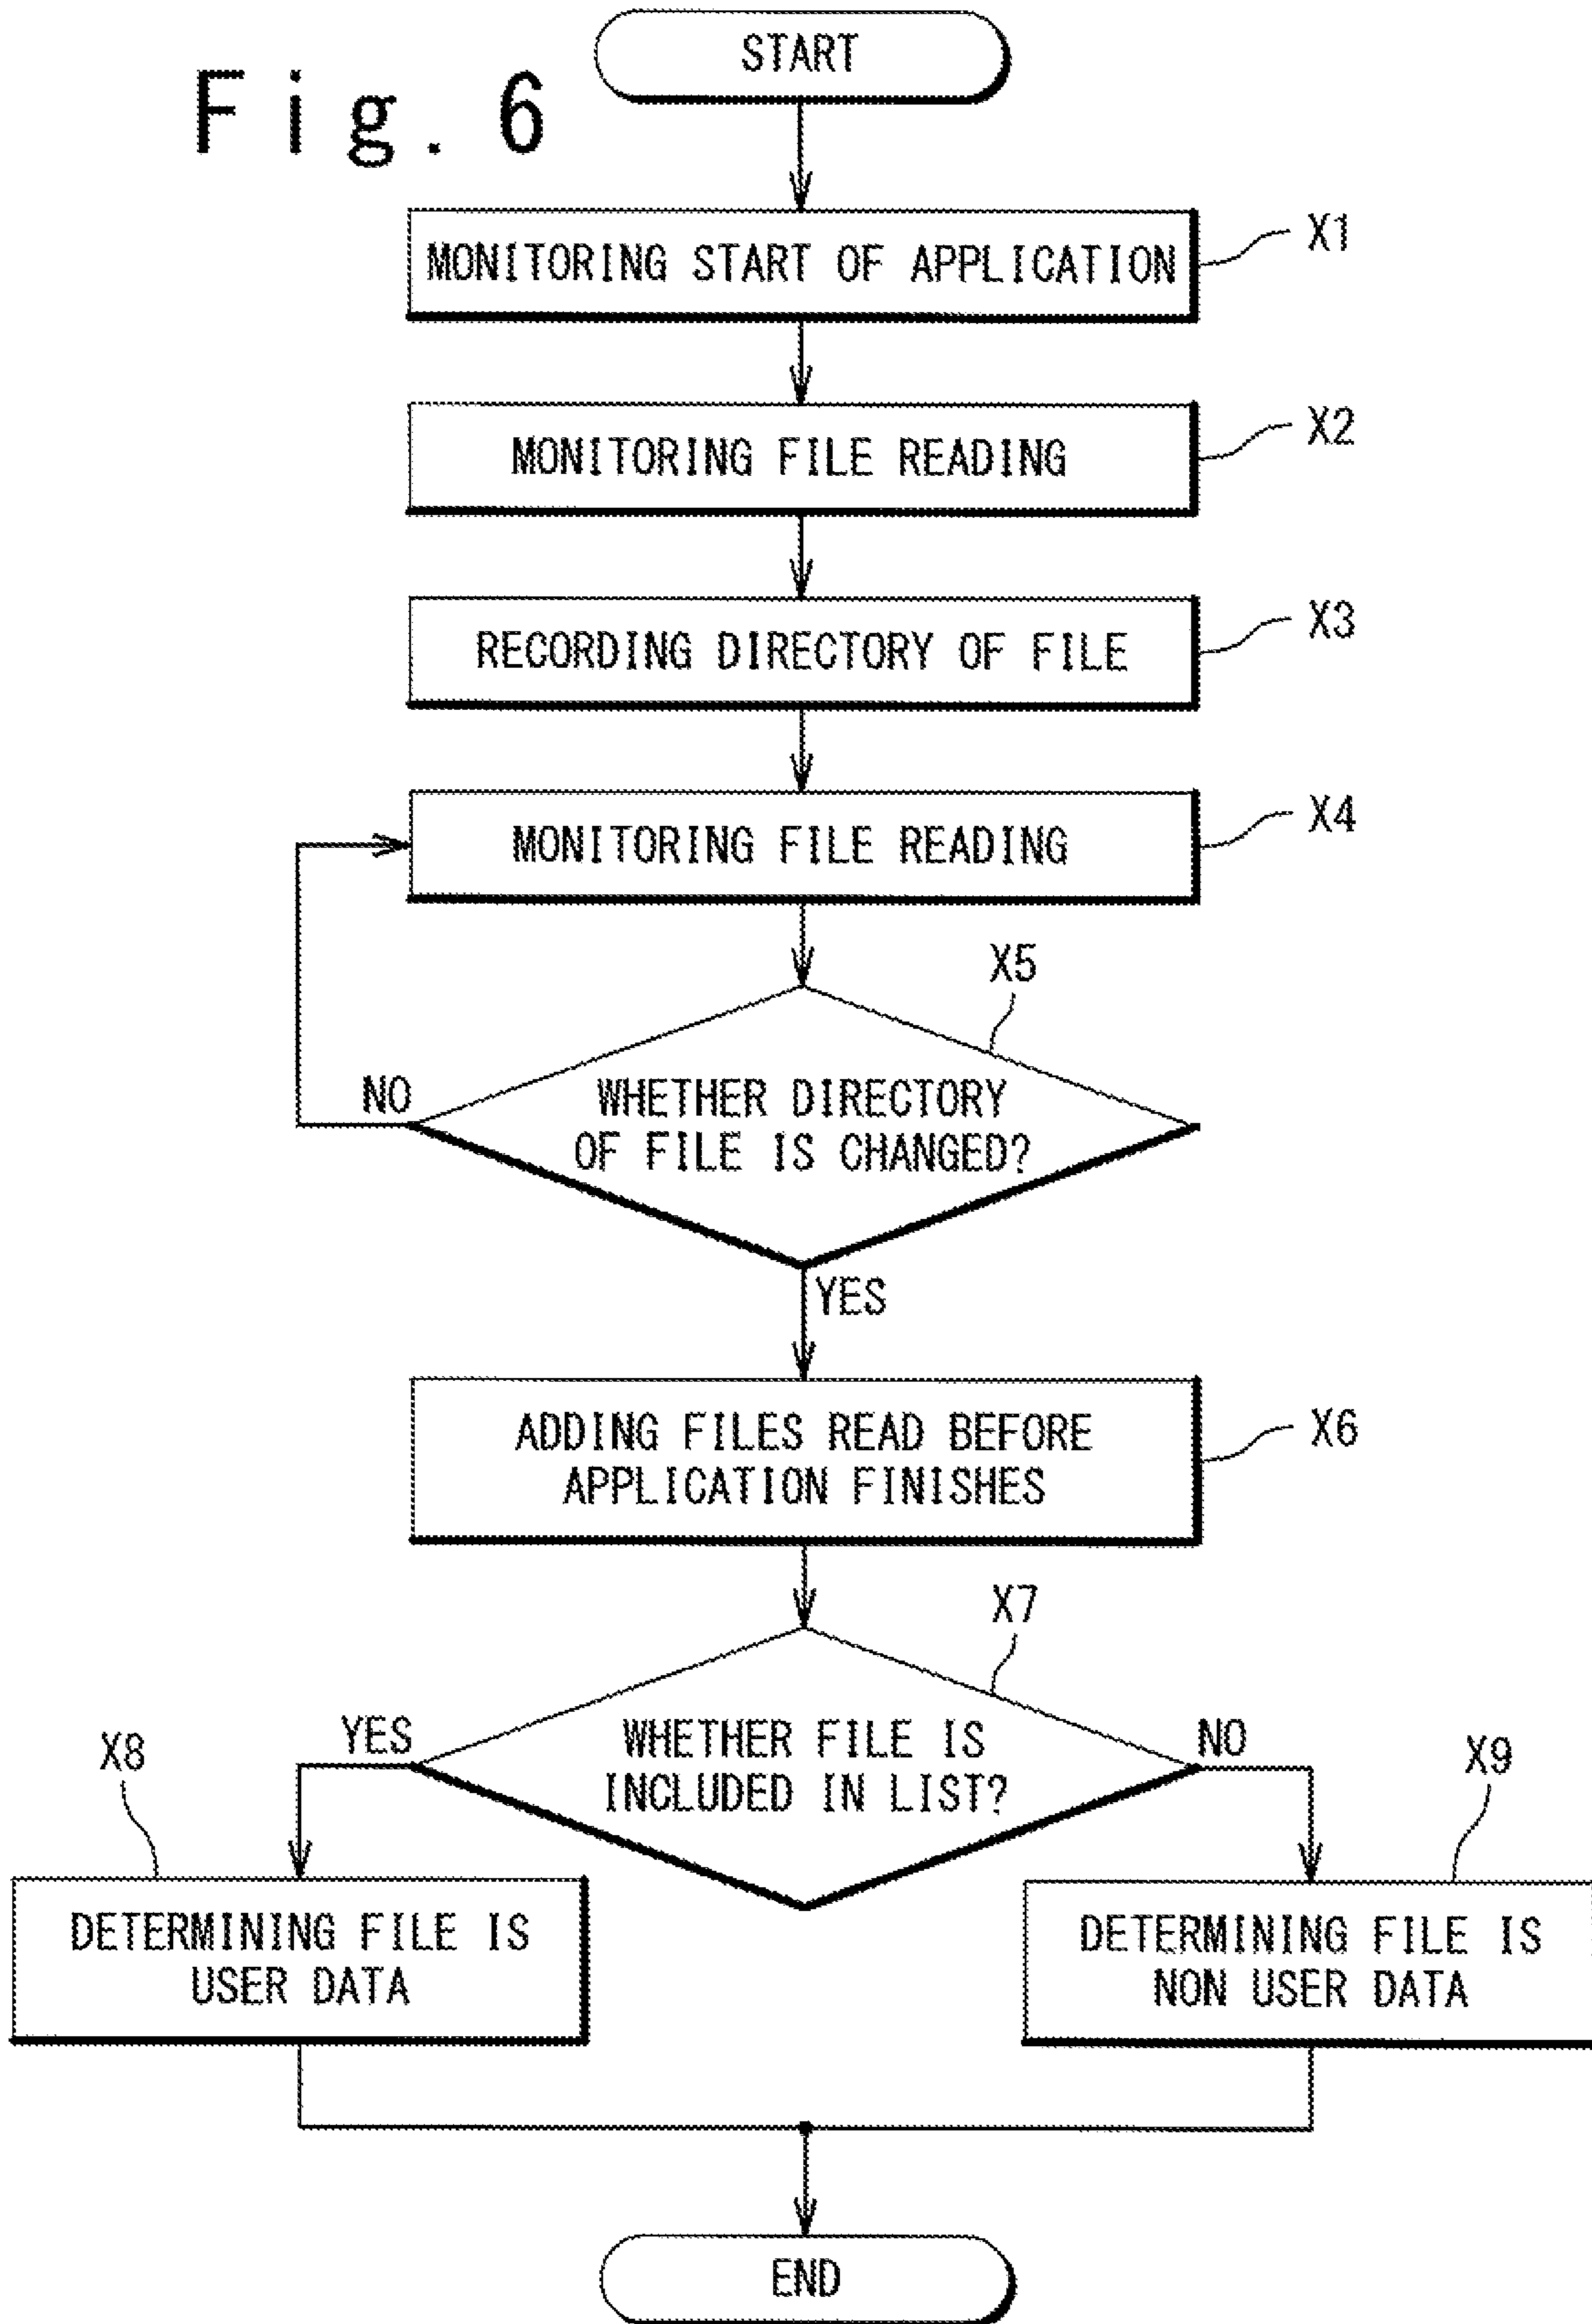 START
Fig. 6
MONITORING START OF APPLICATION
X1
MONITORING FILE READING
X2
RECORDING DIRECTORY OF FILE
X3
MONITORING FILE READING
X4
X5
WHETHER DIRECTORY
OF FILE IS CHANGED?
NO
YES
ADDING FILES READ BEFORE
APPLICATION FINISHES
X6
X7
WHETHER FILE IS
INCLUDED IN LIST?
YES
NO
X8
DETERMINING FILE IS
USER DATA
X9
DETERMINING FILE IS
NON USER DATA
END